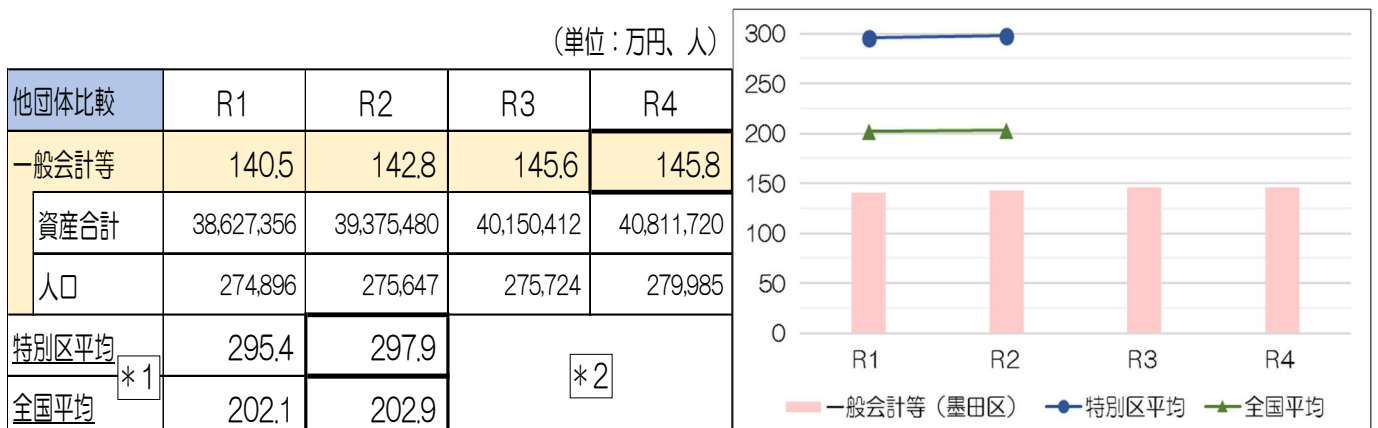 （単位：万円、人）
他団体比較 R1 R2 R3 R4
一般会計等 140.5 142.8 145.6 145.8
資産合計 38,627,356 39,375,480 40,150,412 40,811,720
人口 274,896 275,647 275,724 279,985
特別区平均 295.4 297.9
＊1 ＊2
全国平均 202.1 202.9
300
250
200
150
100
50
0
R1 R2 R3 R4
一般会計等（墨田区） 特別区平均 全国平均